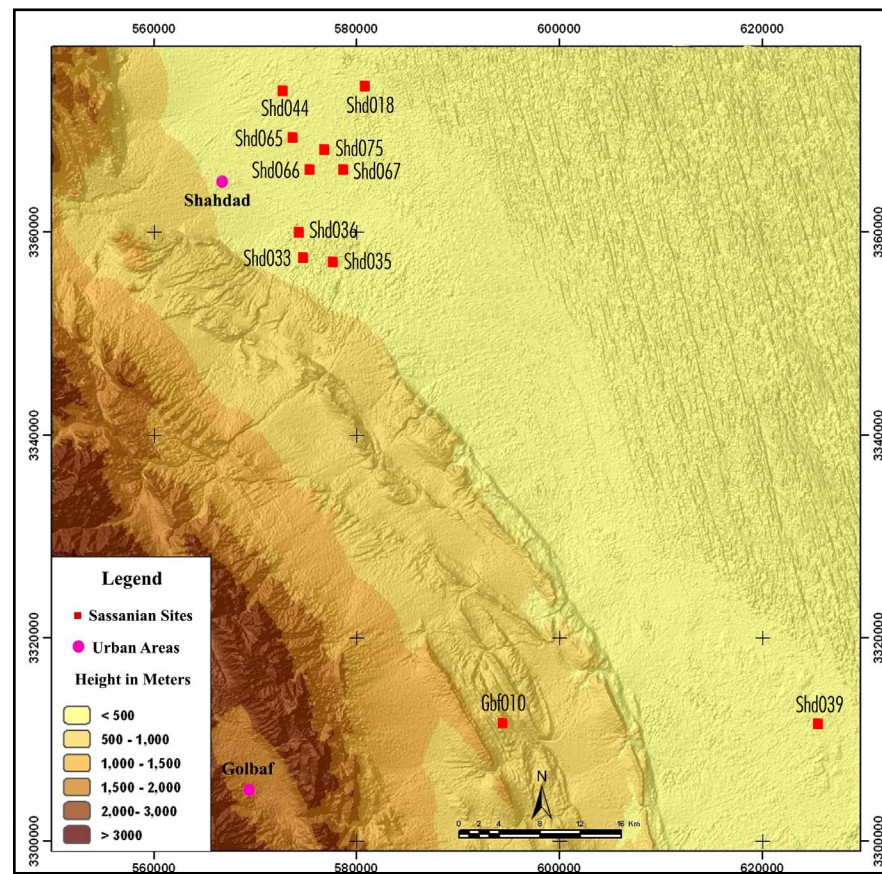 560000 580000 600000 620000
Shd044
Shd018
Shd065
Shd075
Shd066
Shd067
Shahdad
Shd036
Shd033
Shd035
3360000
3360000
3340000
3340000
3320000
3320000
3300000
3300000
Legend
Sassanian Sites
Urban Areas
Height in Meters
< 500
500 - 1,000
1,000 - 1,500
1,500 - 2,000
2,000- 3,000
> 3000
Gbf010
Shd039
Golbaf
N
0 2 4 8 12 16 Km
560000 580000 600000 620000